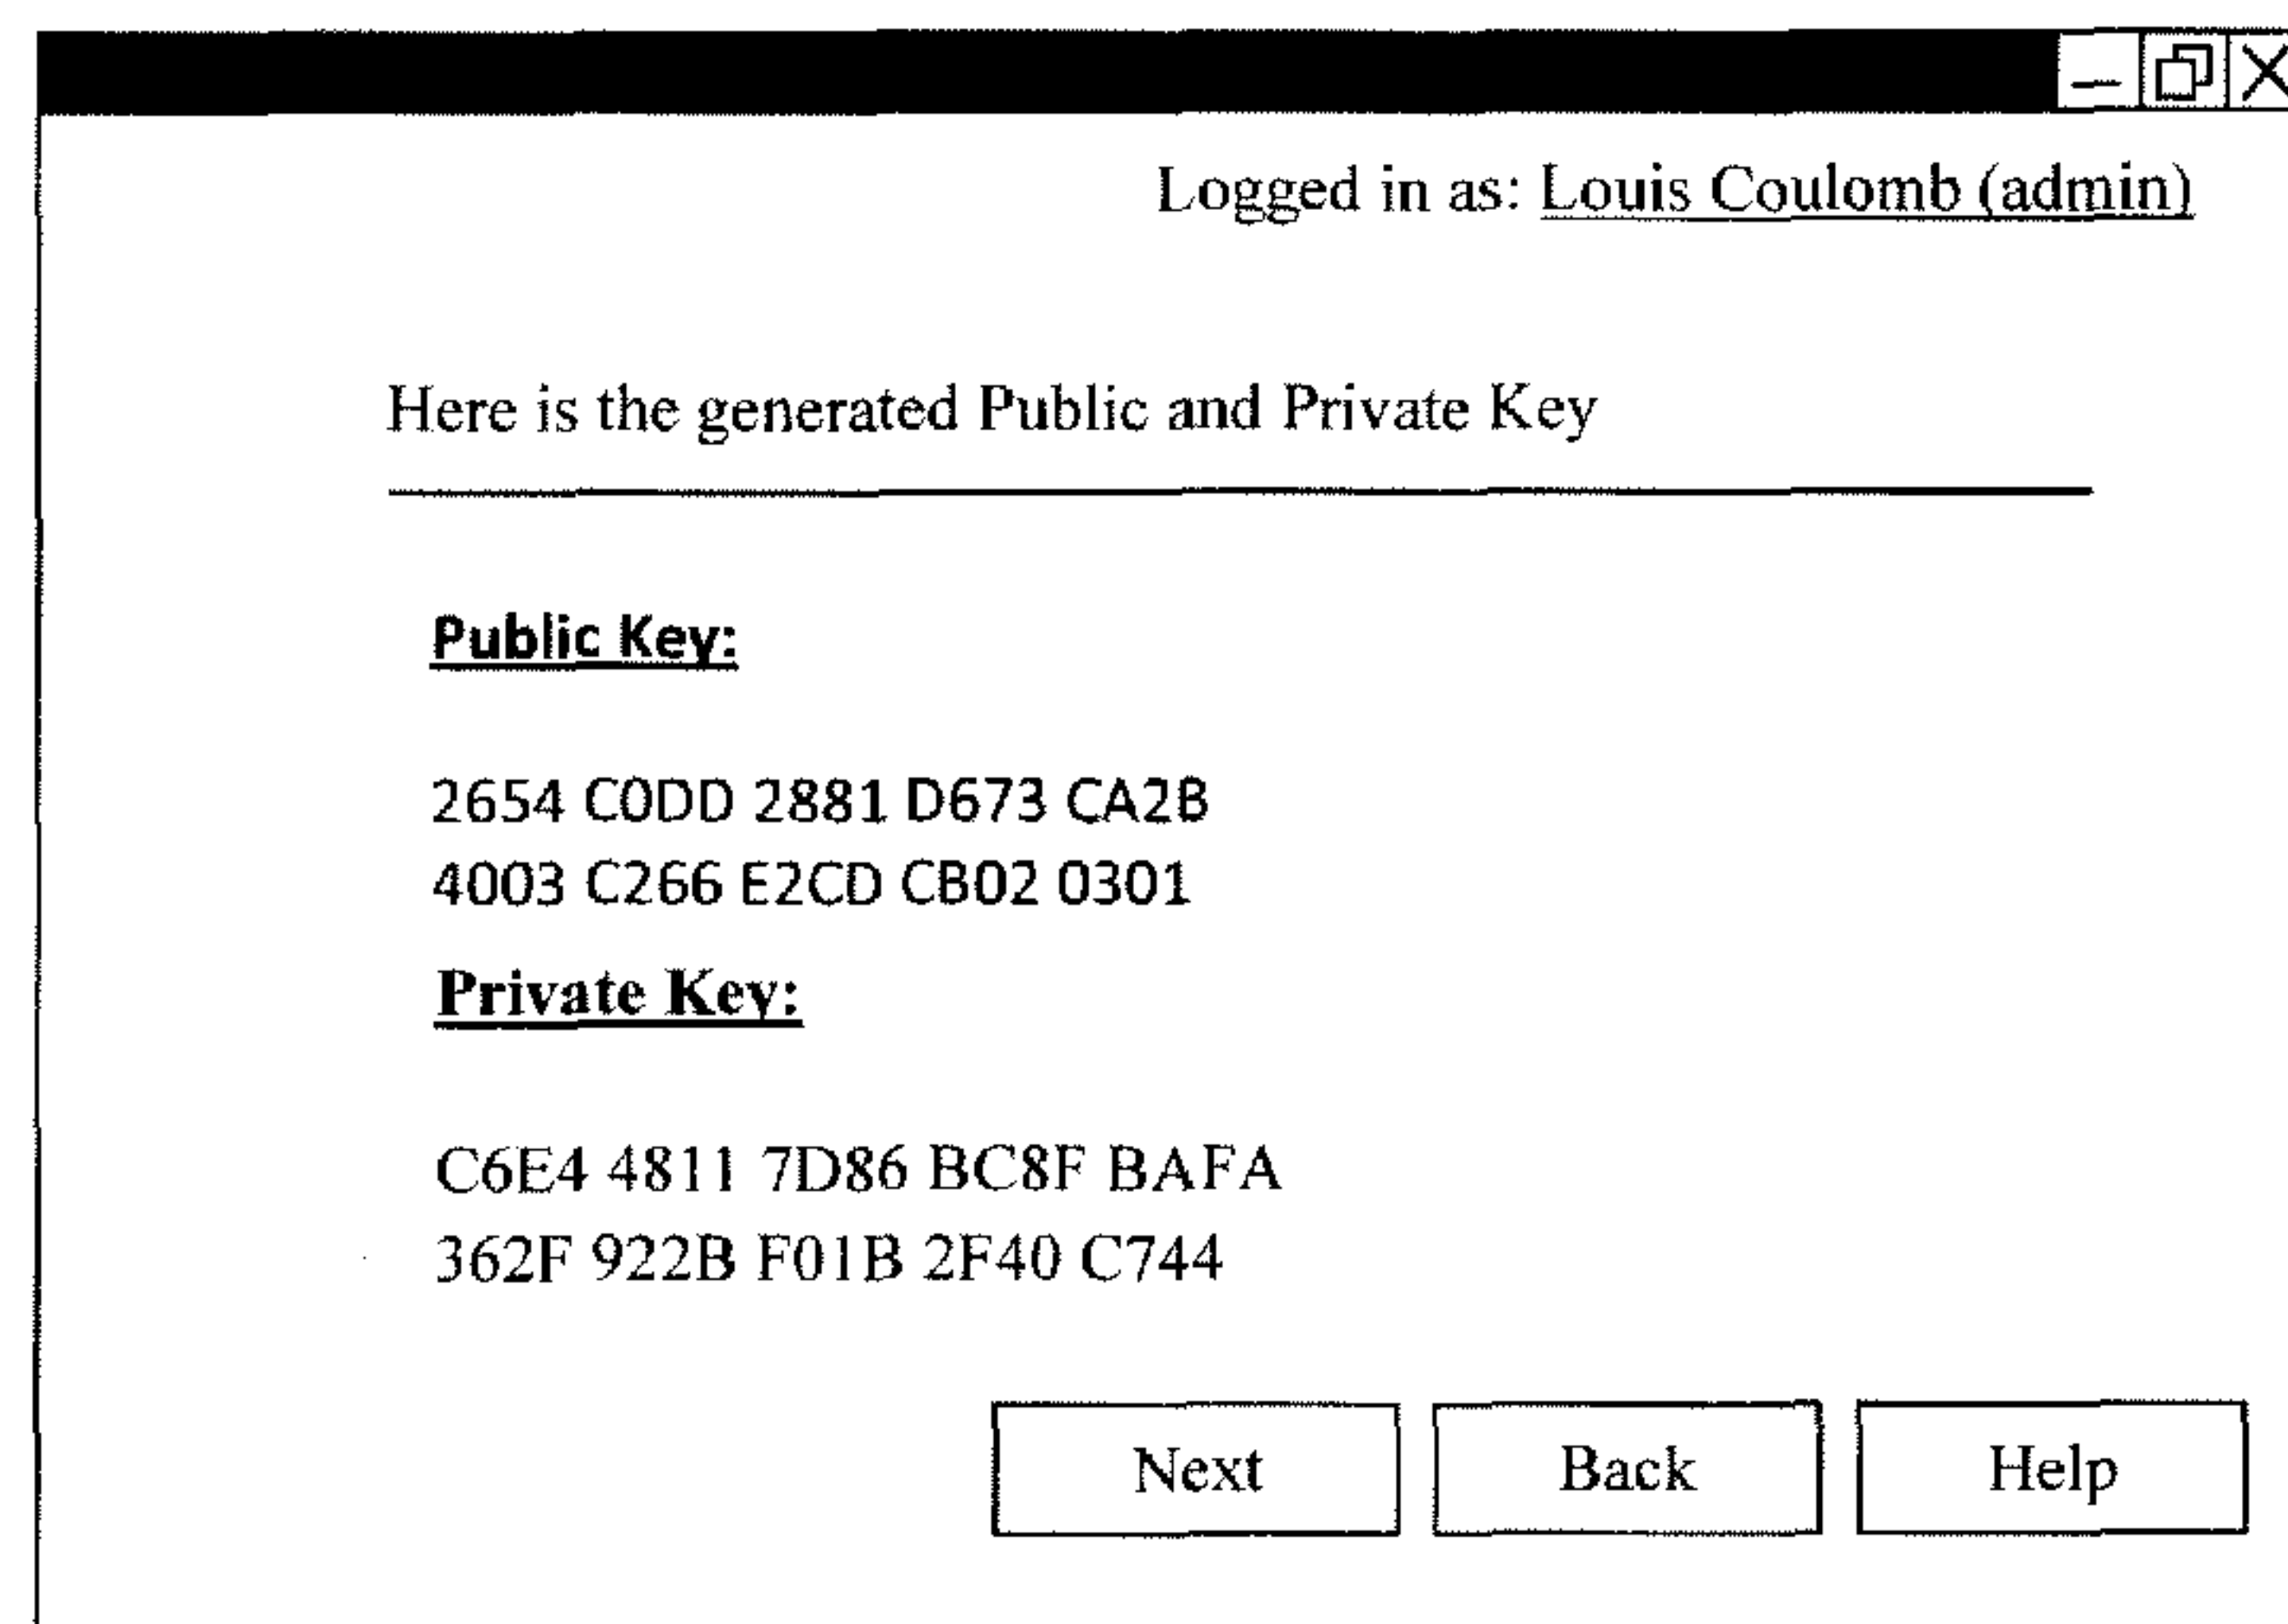 Logged in as: Louis Coulomb (admin)
Here is the generated Public and Private Key
Public Key:
2654 C0DD 2881 D673 CA2B
4003 C266 E2CD CB02 0301
Private Key:
C6E4 4811 7D86 BC8F BAFA
362F 922B F01B 2F40 C744
Next Back Help